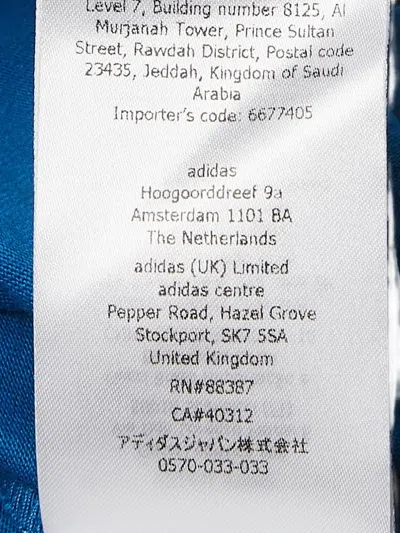 Level 7, Building number 8125, Al
Murjanah Tower, Prince Sultan
Street, Rawdah District, Postal code
23435, Jeddah, Kingdom of Saudi
Arabia
Importer's code: 6677405
adidas
Hoogoorddreef 9a
Amsterdam 1101 BA
The Netherlands
adidas (UK) Limited
adidas centre
Pepper Road, Hazel Grove
Stockport, SK7 5SA
United Kingdom
RN#88387
CA#40312
アディダスジャパン株式会社
0570-033-033